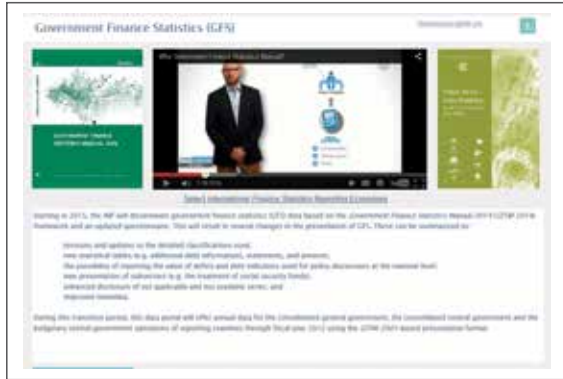 Government Finance Statistics (GFS)
GOVERNMENT FINANCE
STATISTICS MANUAL 2014
Select International Finance Statistics Reporting Economies
Starting in 2015, the IMF will disseminate government finance statistics (GFS) data based on the Government Finance Statistics Manual 2014 (GFSM 2014)
framework and an updated questionnaire. This will result in several changes in the presentation of GFS. These can be summarized as:
revisions and updates to the detailed classifications used;
new statistical tables (e.g. additional debt information), statements, and annexes;
the possibility of reporting the value of deficit and debt indicators used for policy discussions at the national level;
new presentation of subsectors (e.g. the treatment of social security funds);
enhanced disclosure of not applicable and not available series; and
improved metadata.
During this transition period, this data portal will offer annual data for the consolidated general government, the consolidated central government and the
budgetary central government operations of reporting countries through fiscal year 2012 using the GFSM 2001-based presentation format.